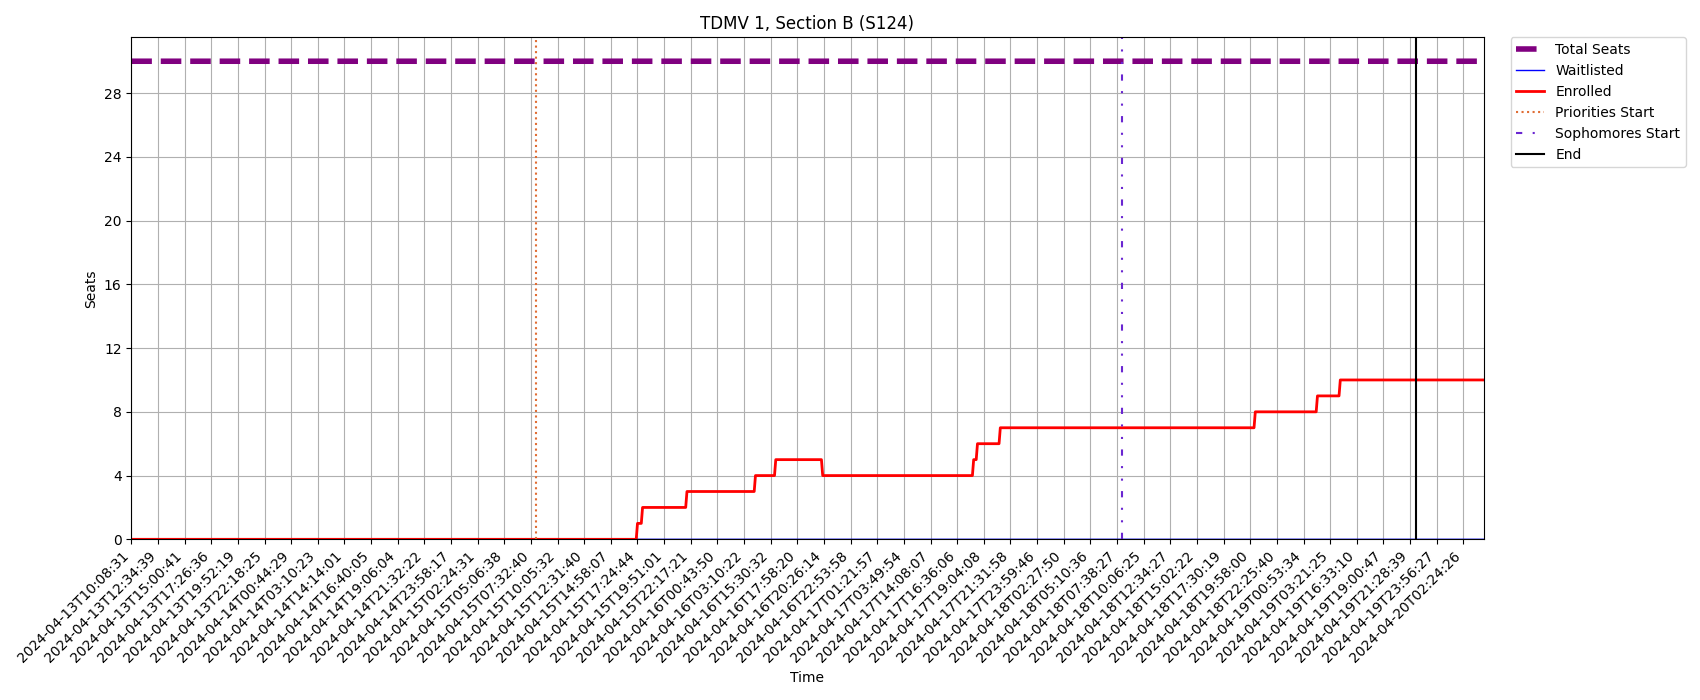 TDMV 1, Section B (S124)
Total Seats
Waitlisted
Enrolled
Priorities Start
Sophomores Start
End
Seats
28
24
20
16
12
8
4
0
2024-04-13T10:08:31
2024-04-13T12:34:39
2024-04-13T15:00:41
2024-04-13T17:26:36
2024-04-13T19:52:19
2024-04-13T22:18:25
2024-04-14T00:44:29
2024-04-14T03:10:23
2024-04-14T14:14:01
2024-04-14T16:40:05
2024-04-14T19:06:04
2024-04-14T21:32:22
2024-04-14T23:58:17
2024-04-15T02:24:31
2024-04-15T05:06:38
2024-04-15T07:32:40
2024-04-15T10:05:32
2024-04-15T12:31:40
2024-04-15T14:58:07
2024-04-15T17:24:44
2024-04-15T19:51:01
2024-04-15T22:17:21
2024-04-16T00:43:50
2024-04-16T03:10:22
2024-04-16T15:30:32
2024-04-16T17:58:20
2024-04-16T20:26:14
2024-04-16T22:53:58
2024-04-17T01:21:57
2024-04-17T03:49:54
2024-04-17T14:08:07
2024-04-17T16:36:06
2024-04-17T19:04:08
2024-04-17T21:31:58
2024-04-17T23:59:46
2024-04-18T02:27:50
2024-04-18T05:10:36
2024-04-18T07:38:27
2024-04-18T10:06:25
2024-04-18T12:34:27
2024-04-18T15:02:22
2024-04-18T17:30:19
2024-04-18T19:58:00
2024-04-18T22:25:40
2024-04-19T00:53:34
2024-04-19T03:21:25
2024-04-19T16:33:10
2024-04-19T19:00:47
2024-04-19T21:28:39
2024-04-19T23:56:27
2024-04-20T02:24:26
Time